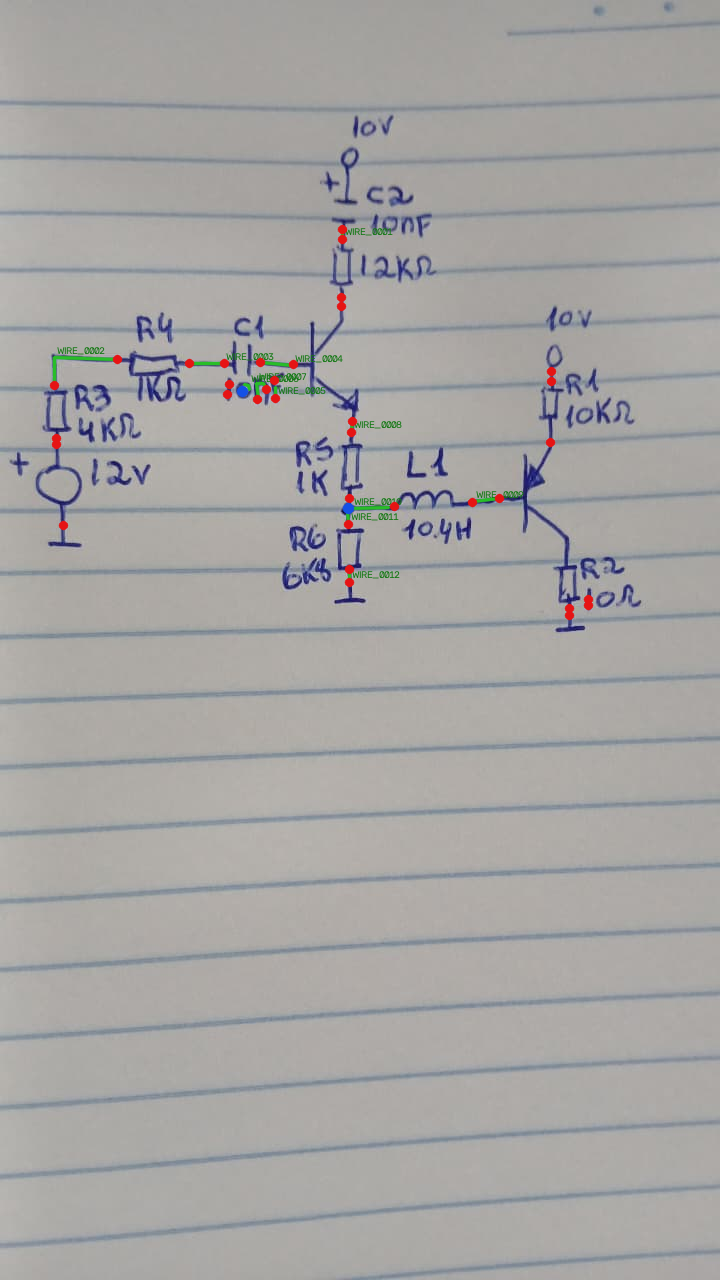 10V
+
C2
10nF
WIRE_0001
12KΩ
R4
C1
10V
WIRE_0002
WIRE_0003
WIRE_0004
1KΩ
WIRE_0005
R3
4KΩ
R1
10KΩ
WIRE_0008
+
12V
R5
1K
L1
WIRE_0009
WIRE_0011
R6
10.4H
6K8
WIRE_0012
R2
10Ω